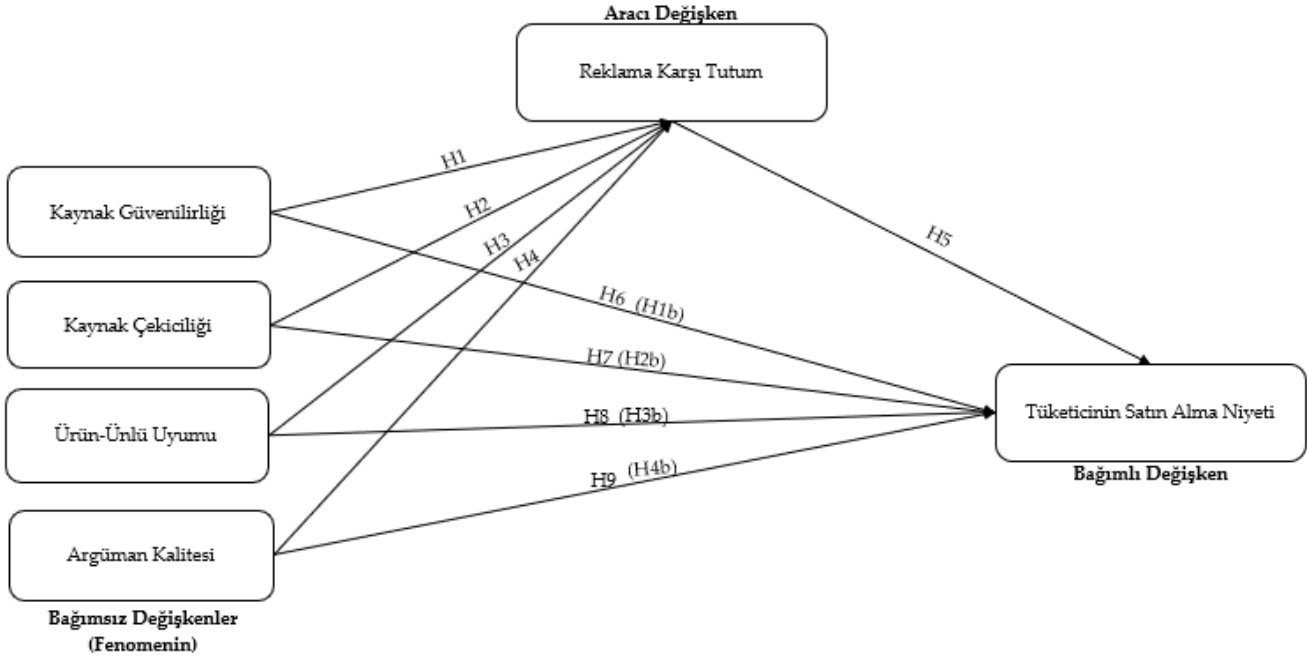 Aracı Değişken
Reklama Karşı Tutum
H1
Kaynak Güvenilirliği
H2
H3
H4
H5
H6 (H1b)
Kaynak Çekiciliği
H7 (H2b)
Tüketicinin Satın Alma Niyeti
H8 (H3b)
Ürün-Ünlü Uyumu
Bağımlı Değişken
H9 (H4b)
Argüman Kalitesi
Bağımsız Değişkenler
(Fenomenin)